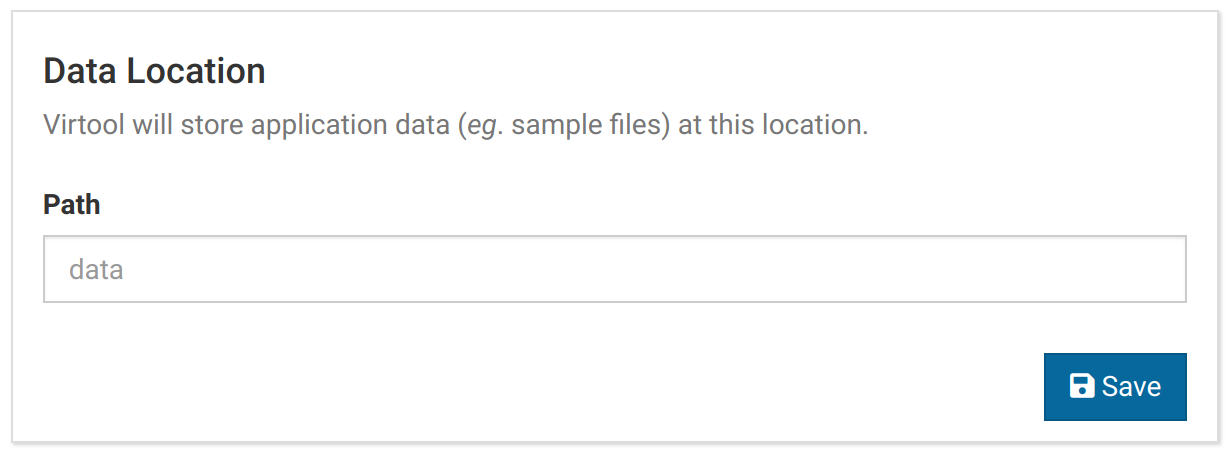 Data Location
Virtool will store application data (eg. sample files) at this location.
Path
data
Save